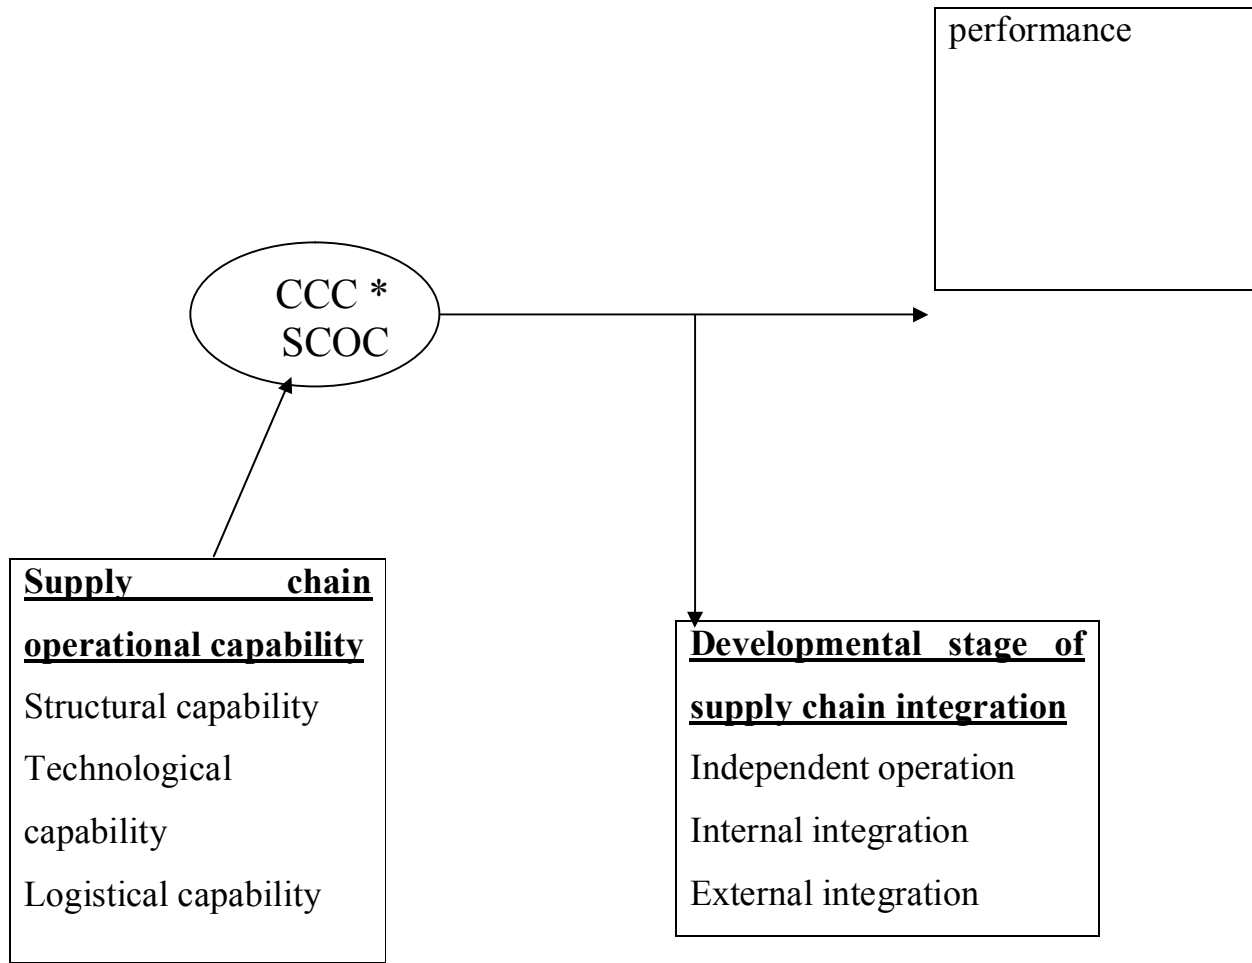 performance
CCC *
SCOC
Supply chain
operational capability
Structural capability
Technological
capability
Logistical capability
Developmental stage of
supply chain integration
Independent operation
Internal integration
External integration